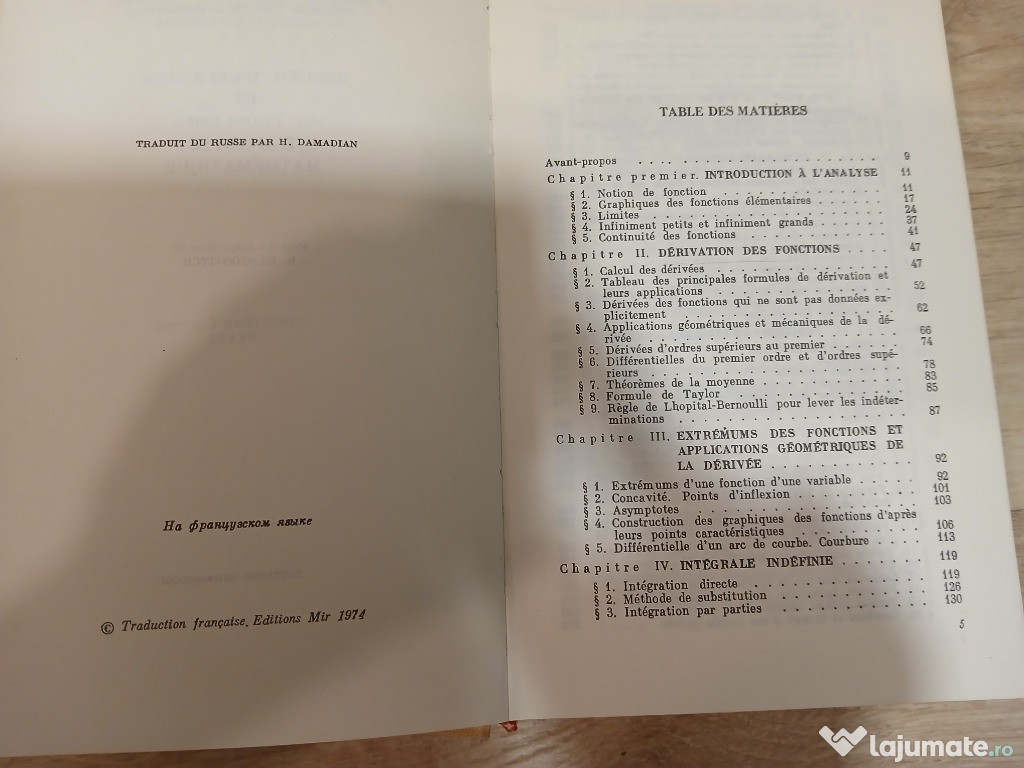 TRADUIT DU RUSSE PAR H. DAMADIAN
На французском языке
© Traduction française. Editions Mir 1974
TABLE DES MATIÈRES
Avant-propos . . . . . . . . . . . . . . . . . . . 9
Chapitre premier. INTRODUCTION À L'ANALYSE 11
§ 1. Notion de fonction . . . . . . . . . . . . . 11
§ 2. Graphiques des fonctions élémentaires . . . . . . 17
§ 3. Limites . . . . . . . . . . . . . . . . . . 24
§ 4. Infiniment petits et infiniment grands . . . . . . 37
§ 5. Continuité des fonctions . . . . . . . . . . . 41
Chapitre II. DÉRIVATION DES FONCTIONS . . . . 47
§ 1. Calcul des dérivées . . . . . . . . . . . . . 47
§ 2. Tableau des principales formules de dérivation et
leurs applications . . . . . . . . . . . . . . 52
§ 3. Dérivées des fonctions qui ne sont pas données ex-
plicitement . . . . . . . . . . . . . . . . 62
§ 4. Applications géométriques et mécaniques de la dé-
rivée . . . . . . . . . . . . . . . . . . . 66
§ 5. Dérivées d'ordres supérieurs au premier . . . . . 74
§ 6. Différentielles du premier ordre et d'ordres supé-
rieurs . . . . . . . . . . . . . . . . . . 78
§ 7. Théorèmes de la moyenne . . . . . . . . . . 83
§ 8. Formule de Taylor . . . . . . . . . . . . . 85
§ 9. Règle de Lhopital-Bernoulli pour lever les indéter-
minations . . . . . . . . . . . . . . . . . 87
Chapitre III. EXTRÉMUMS DES FONCTIONS ET
APPLICATIONS GÉOMÉTRIQUES DE
LA DÉRIVÉE . . . . . . . . . . . . 92
§ 1. Extrémums d'une fonction d'une variable . . . . . 92
§ 2. Concavité. Points d'inflexion . . . . . . . . . . 101
§ 3. Asymptotes . . . . . . . . . . . . . . . . . 103
§ 4. Construction des graphiques des fonctions d'après
leurs points caractéristiques . . . . . . . . . . 106
§ 5. Différentielle d'un arc de courbe. Courbure . . . . 113
Chapitre IV. INTÉGRALE INDÉFINIE . . . . . . . 119
§ 1. Intégration directe . . . . . . . . . . . . . 119
§ 2. Méthode de substitution . . . . . . . . . . . 126
§ 3. Intégration par parties . . . . . . . . . . . 130
5
lajumate.ro